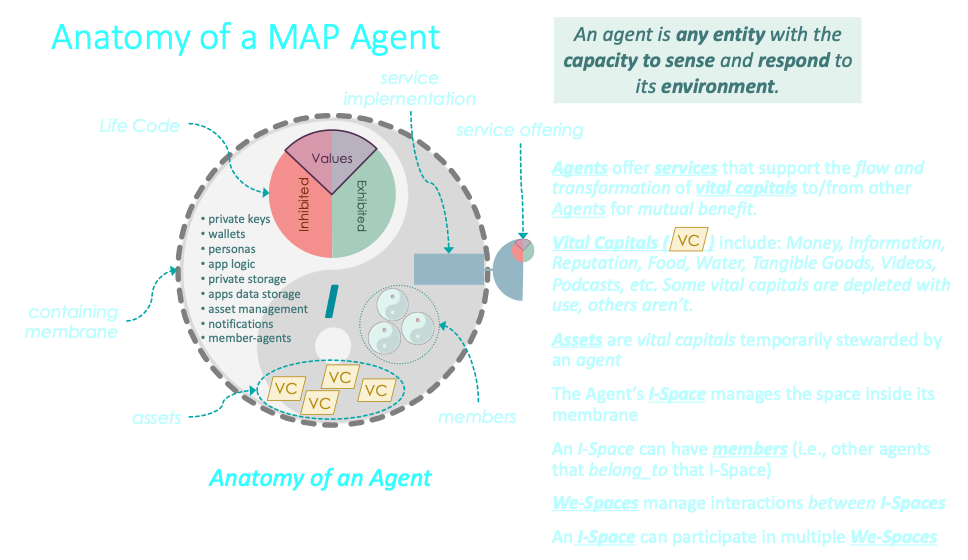 Anatomy of a MAP Agent
An agent is any entity with the
capacity to sense and respond to
its environment.
service
implementation
Life Code
service offering
Values
Inhibited
Exhibited
• private keys
• wallets
• personas
• app logic
• private storage
• apps data storage
• asset management
• notifications
• member-agents
I
containing
membrane
VC
VC
VC
VC
assets
members
Anatomy of an Agent
Agents offer services that support the flow and
transformation of vital capitals to/from other
Agents for mutual benefit.
Vital Capitals ( VC ) include: Money, Information,
Reputation, Food, Water, Tangible Goods, Videos,
Podcasts, etc. Some vital capitals are depleted with
use, others aren't.
Assets are vital capitals temporarily stewarded by
an agent
The Agent's I-Space manages the space inside its
membrane
An I-Space can have members (i.e., other agents
that belong_to that I-Space)
We-Spaces manage interactions between I-Spaces
An I-Space can participate in multiple We-Spaces